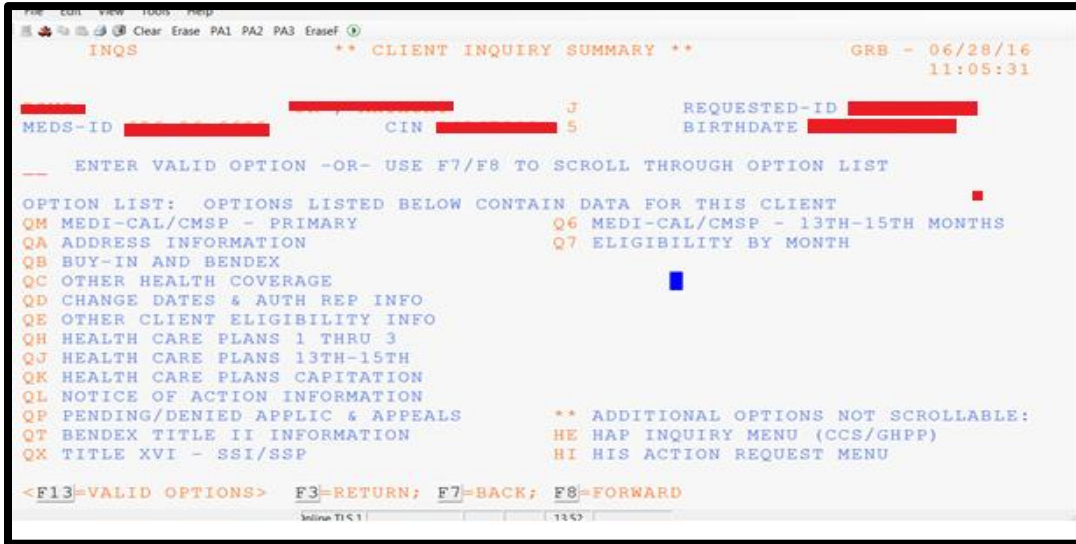 File Edit View Tools Help
Clear Erase PA1 PA2 PA3 EraseF
INQS ** CLIENT INQUIRY SUMMARY ** GRB - 06/28/16
11:05:31
J REQUESTED-ID
MEDS-ID CIN 5 BIRTHDATE
__ ENTER VALID OPTION -OR- USE F7/F8 TO SCROLL THROUGH OPTION LIST
OPTION LIST: OPTIONS LISTED BELOW CONTAIN DATA FOR THIS CLIENT
QM MEDI-CAL/CMSP - PRIMARY Q6 MEDI-CAL/CMSP - 13TH-15TH MONTHS
QA ADDRESS INFORMATION Q7 ELIGIBILITY BY MONTH
QB BUY-IN AND BENDEX
QC OTHER HEALTH COVERAGE
QD CHANGE DATES & AUTH REP INFO
QE OTHER CLIENT ELIGIBILITY INFO
QH HEALTH CARE PLANS 1 THRU 3
QJ HEALTH CARE PLANS 13TH-15TH
QK HEALTH CARE PLANS CAPITATION
QL NOTICE OF ACTION INFORMATION
QP PENDING/DENIED APPLIC & APPEALS ** ADDITIONAL OPTIONS NOT SCROLLABLE:
QT BENDEX TITLE II INFORMATION HE HAP INQUIRY MENU (CCS/GHPP)
QX TITLE XVI - SSI/SSP HI HIS ACTION REQUEST MENU
<F13=VALID OPTIONS> F3=RETURN; F7=BACK; F8=FORWARD